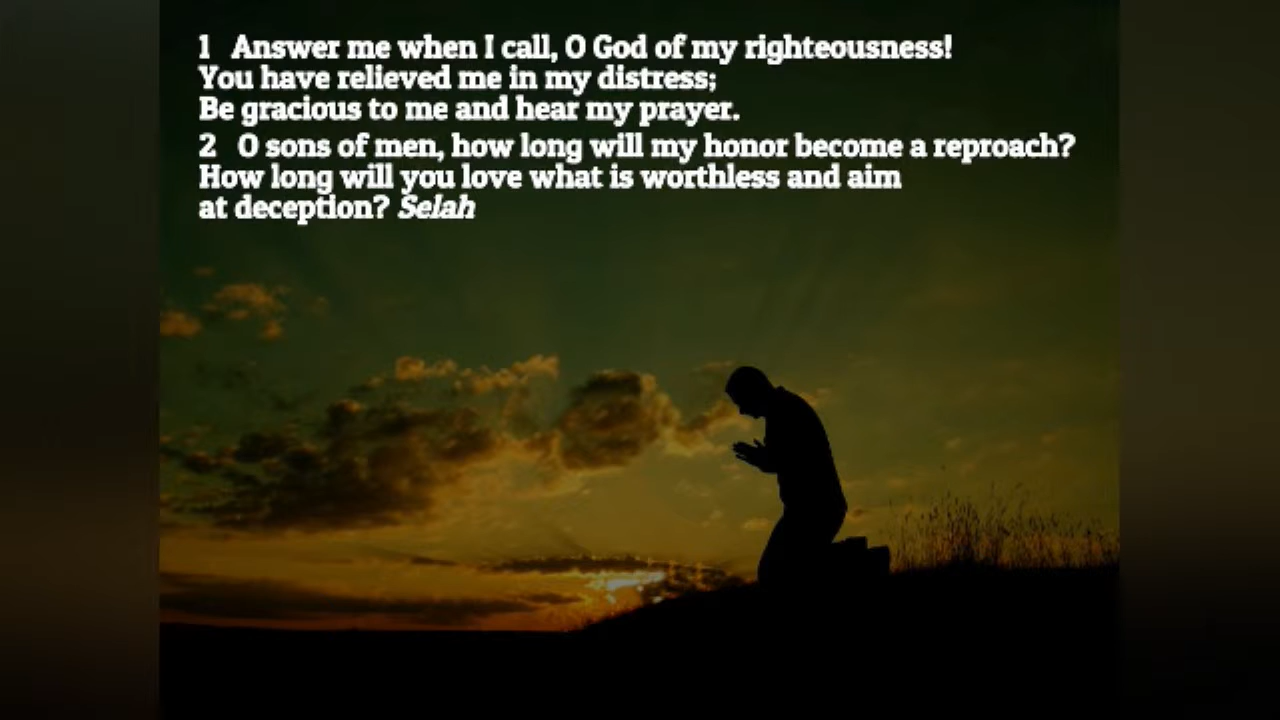 1 Answer me when I call, O God of my righteousness!
You have relieved me in my distress;
Be gracious to me and hear my prayer.
2 O sons of men, how long will my honor become a reproach?
How long will you love what is worthless and aim
at deception? Selah